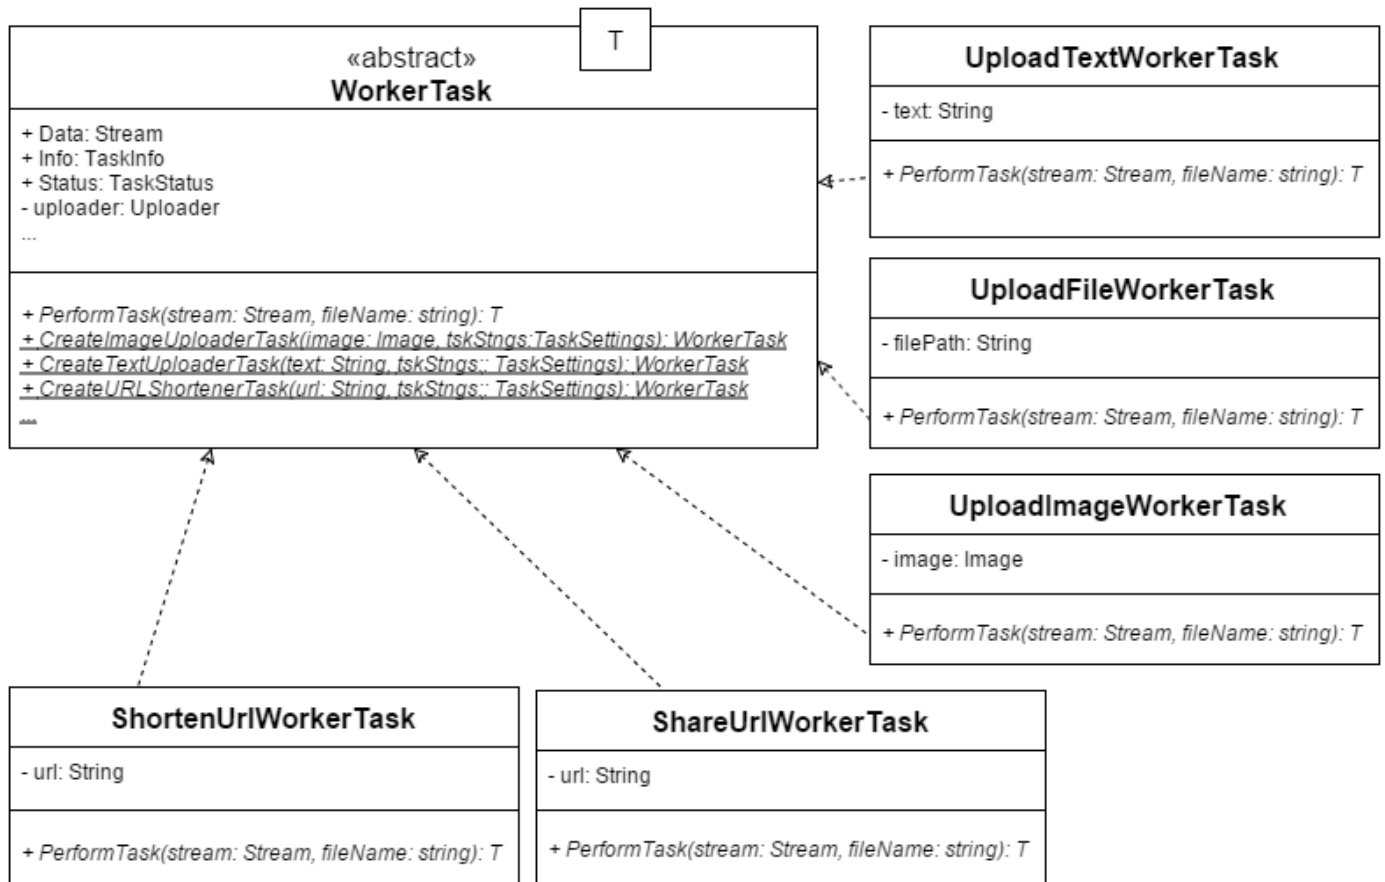 T
«abstract»
WorkerTask
+ Data: Stream
+ Info: TaskInfo
+ Status: TaskStatus
- uploader: Uploader
...
+ PerformTask(stream: Stream, fileName: string): T
+ CreateImageUploaderTask(image: Image, tskStngs:TaskSettings): WorkerTask
+ CreateTextUploaderTask(text: String, tskStngs:: TaskSettings): WorkerTask
+ CreateURLShortenerTask(url: String, tskStngs:: TaskSettings): WorkerTask
...
UploadTextWorkerTask
- text: String
+ PerformTask(stream: Stream, fileName: string): T
UploadFileWorkerTask
- filePath: String
+ PerformTask(stream: Stream, fileName: string): T
UploadImageWorkerTask
- image: Image
+ PerformTask(stream: Stream, fileName: string): T
ShortenUrlWorkerTask
- url: String
+ PerformTask(stream: Stream, fileName: string): T
ShareUrlWorkerTask
- url: String
+ PerformTask(stream: Stream, fileName: string): T